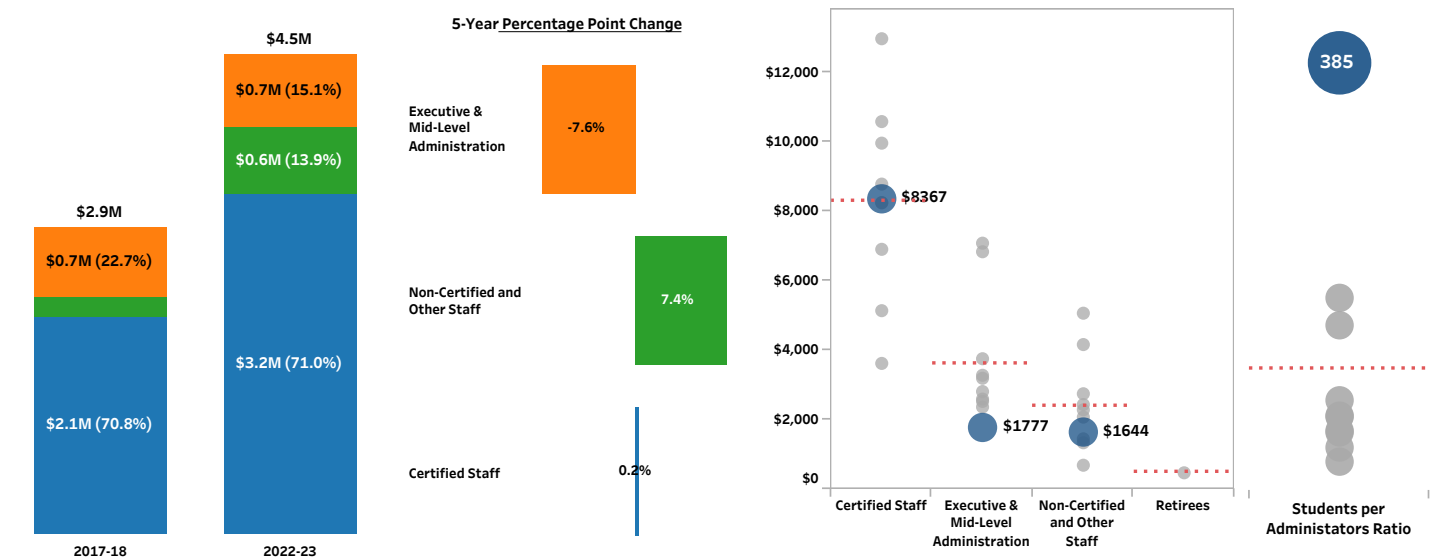 $2.9M
$0.7M (22.7%)
$2.1M (70.8%)
2017-18
$4.5M
$0.7M (15.1%)
$0.6M (13.9%)
$3.2M (71.0%)
2022-23
5-Year Percentage Point Change
Executive &
Mid-Level
Administration
-7.6%
Non-Certified and
Other Staff
7.4%
Certified Staff
0.2%
$12,000
$10,000
$8,000
$6,000
$4,000
$2,000
$0
$8367
$1777
$1644
Certified Staff
Executive &
Mid-Level
Administration
Non-Certified
and Other
Staff
Retirees
385
Students per
Administators Ratio